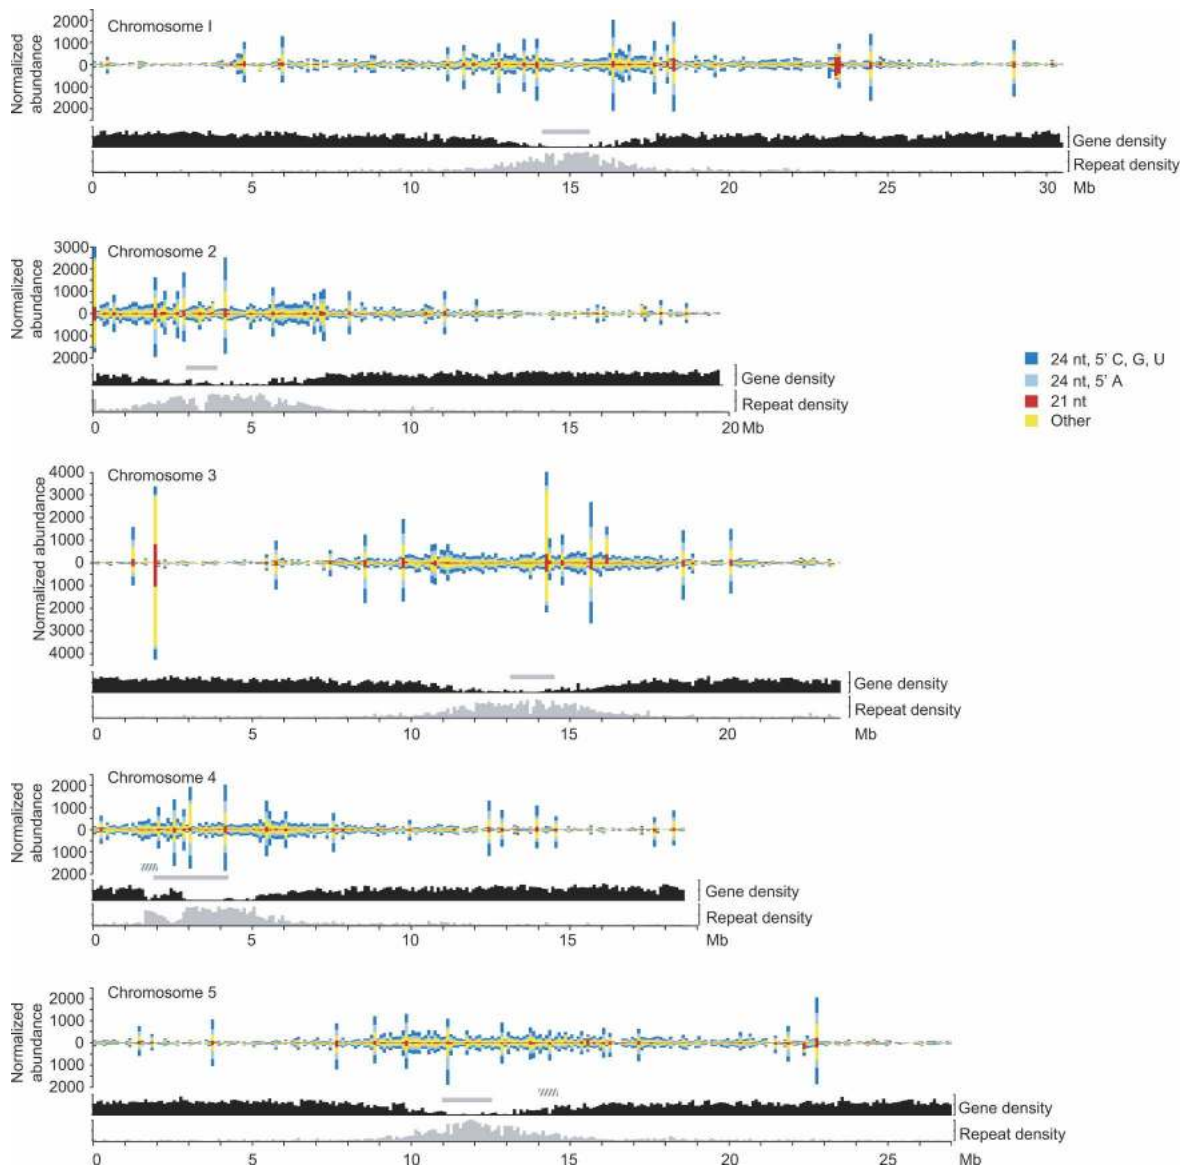 Chromosome I
Normalized abundance
2000
1000
0
1000
2000
Gene density
Repeat density
0 5 10 15 20 25 30 Mb
Chromosome 2
Normalized abundance
3000
2000
1000
0
1000
2000
Gene density
Repeat density
0 5 10 15 20 Mb
24 nt, 5' C, G, U
24 nt, 5' A
21 nt
Other
Chromosome 3
Normalized abundance
4000
3000
2000
1000
0
1000
2000
3000
4000
Gene density
Repeat density
0 5 10 15 20 Mb
Chromosome 4
Normalized abundance
2000
1000
0
1000
2000
Gene density
Repeat density
0 5 10 15 Mb
Chromosome 5
Normalized abundance
2000
1000
0
1000
2000
Gene density
Repeat density
0 5 10 15 20 25 Mb